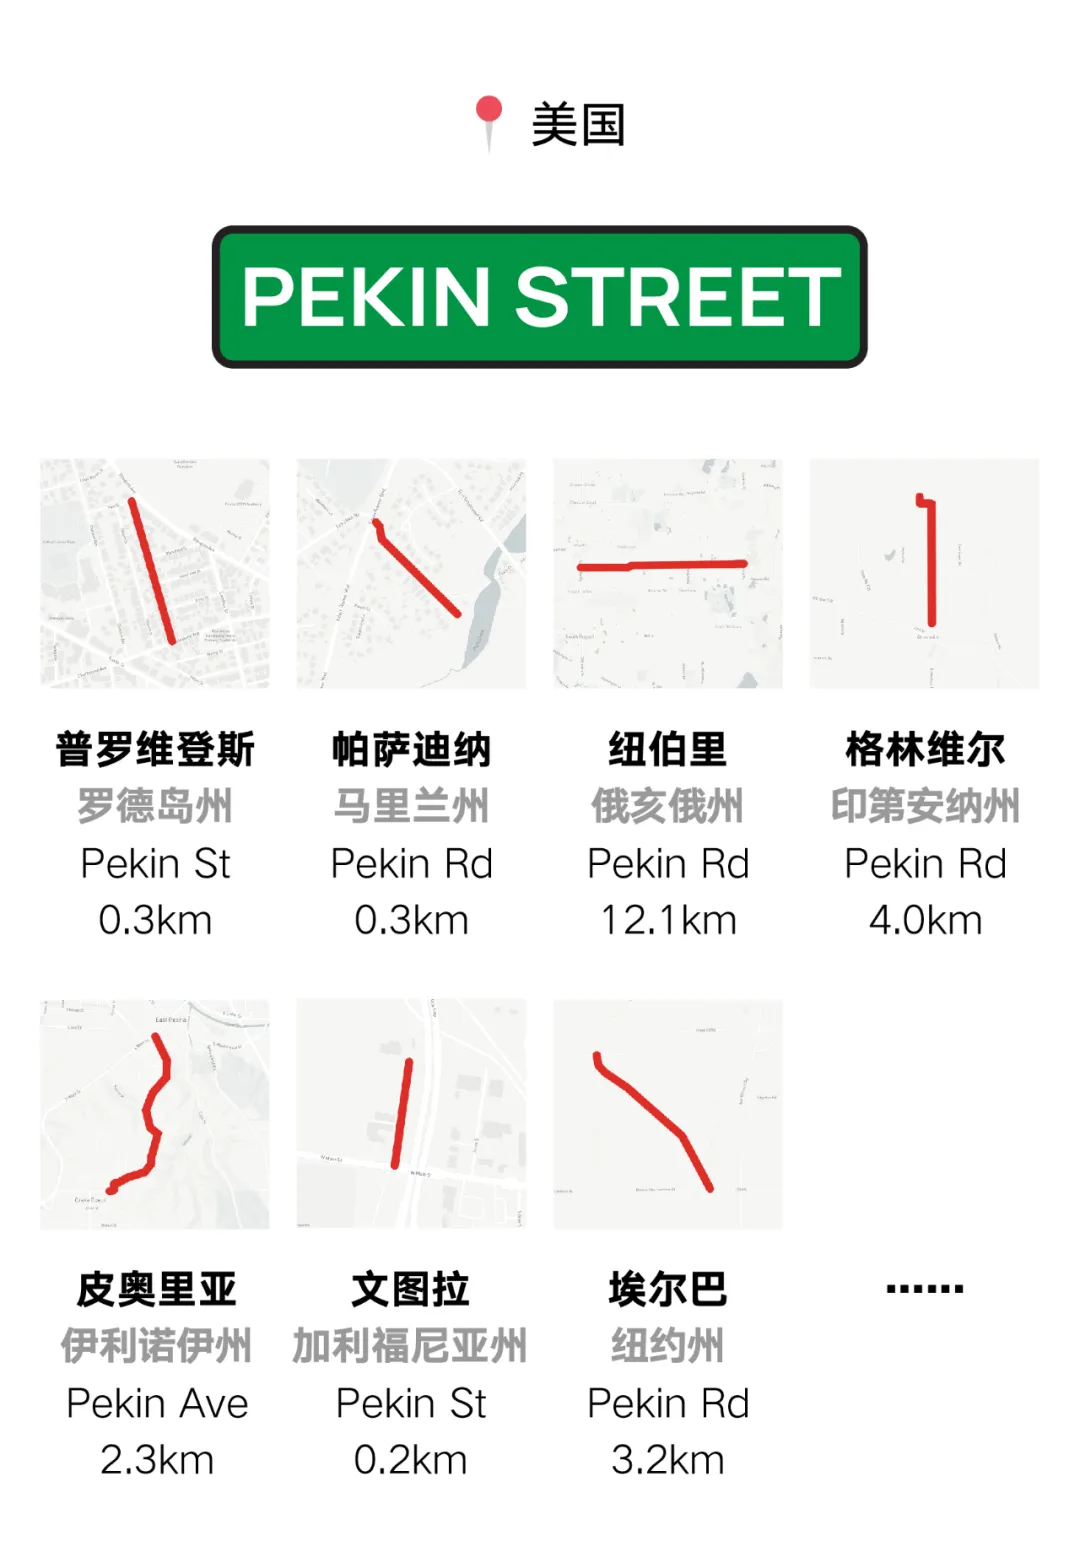 美国
PEKIN STREET
普罗维登斯
罗德岛州
Pekin St
0.3km
帕萨迪纳
马里兰州
Pekin Rd
0.3km
纽伯里
俄亥俄州
Pekin Rd
12.1km
格林维尔
印第安纳州
Pekin Rd
4.0km
皮奥里亚
伊利诺伊州
Pekin Ave
2.3km
文图拉
加利福尼亚州
Pekin St
0.2km
埃尔巴
纽约州
Pekin Rd
3.2km
······